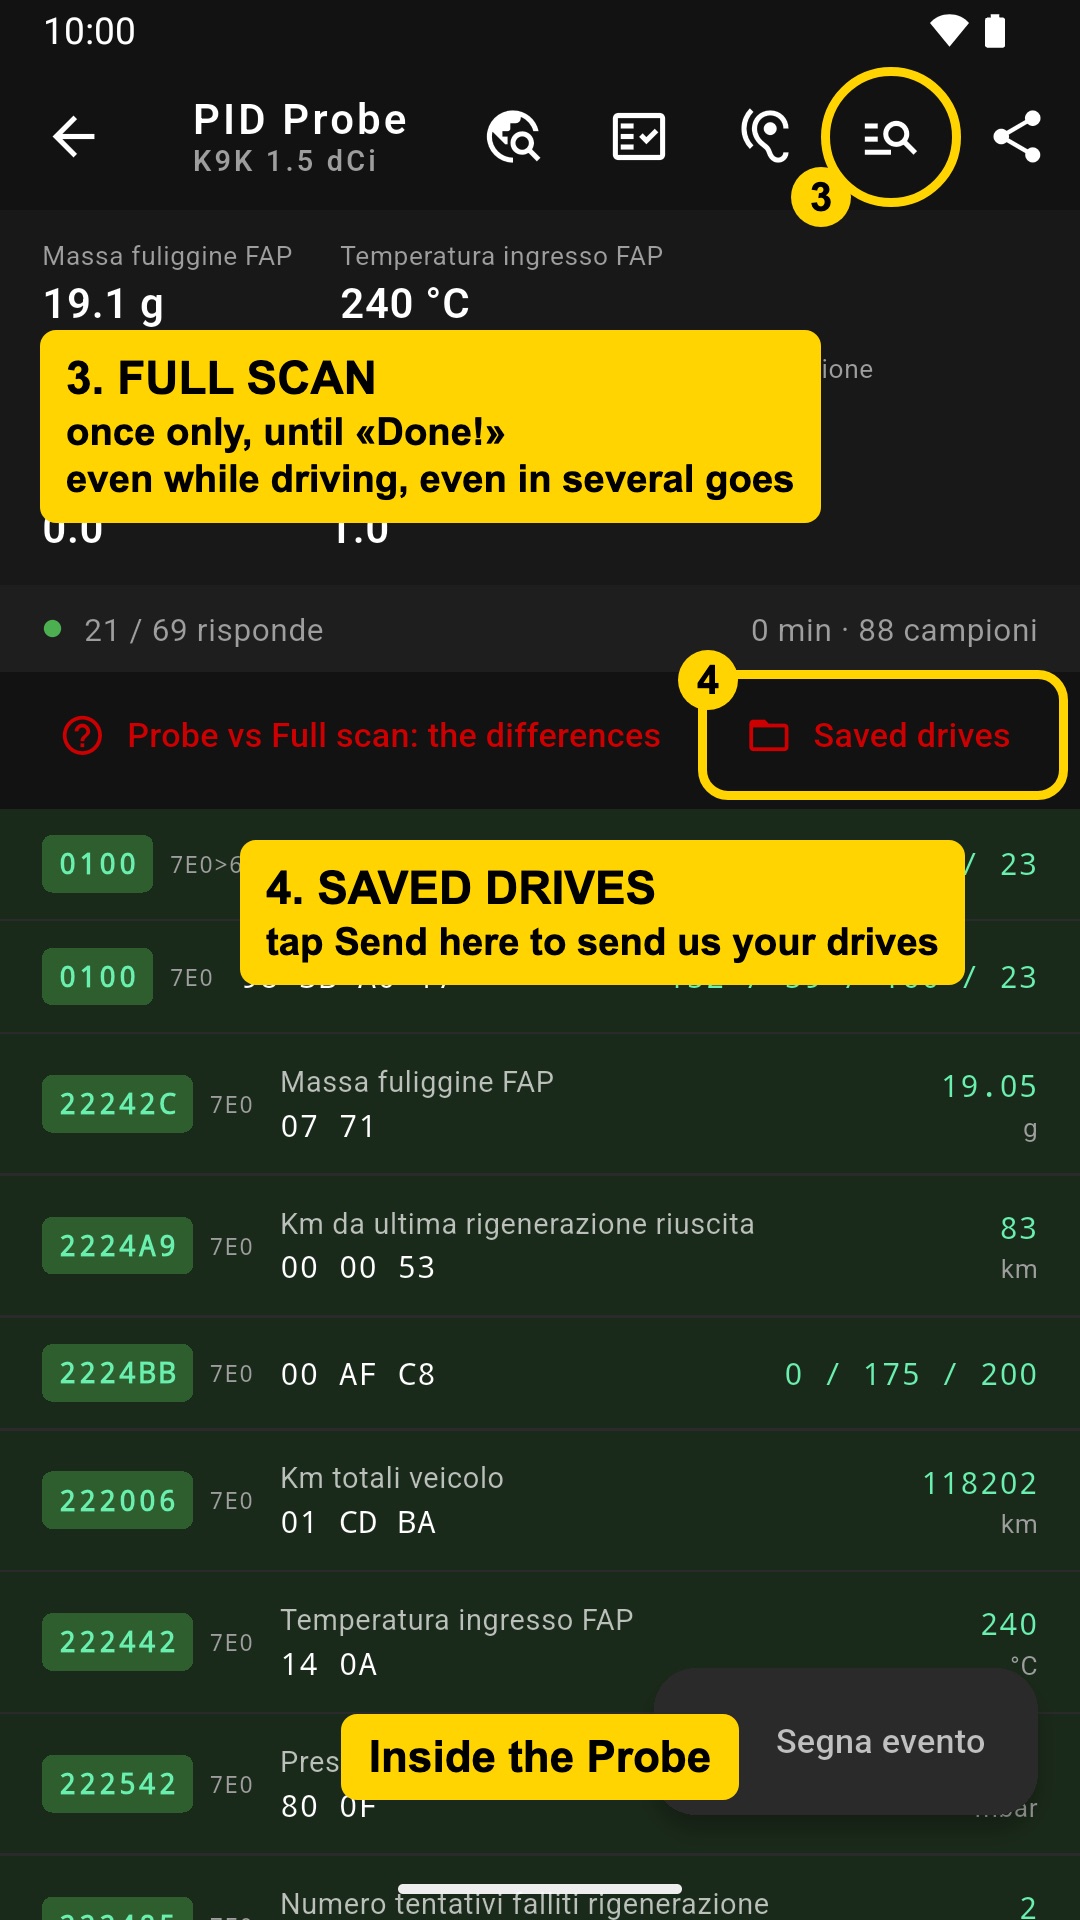 10:00
PID Probe
K9K 1.5 dCi
3
Massa fuliggine FAP
Temperatura ingresso FAP
19.1 g
240 °C
3. FULL SCAN
once only, until «Done!»
even while driving, even in several goes
0.0
1.0
21 / 69 risponde
0 min · 88 campioni
4
Probe vs Full scan: the differences
Saved drives
0100
/ 23
4. SAVED DRIVES
tap Send here to send us your drives
0100 7E0
/ 23
22242C 7E0
Massa fuliggine FAP
07 71
19.05
g
2224A9 7E0
Km da ultima rigenerazione riuscita
00 00 53
83
km
2224BB 7E0 00 AF C8
0 / 175 / 200
222006 7E0
Km totali veicolo
01 CD BA
118202
km
222442 7E0
Temperatura ingresso FAP
14 0A
240
°C
Inside the Probe
Segna evento
222542 7E0
80 0F
Numero tentativi falliti rigenerazione
2